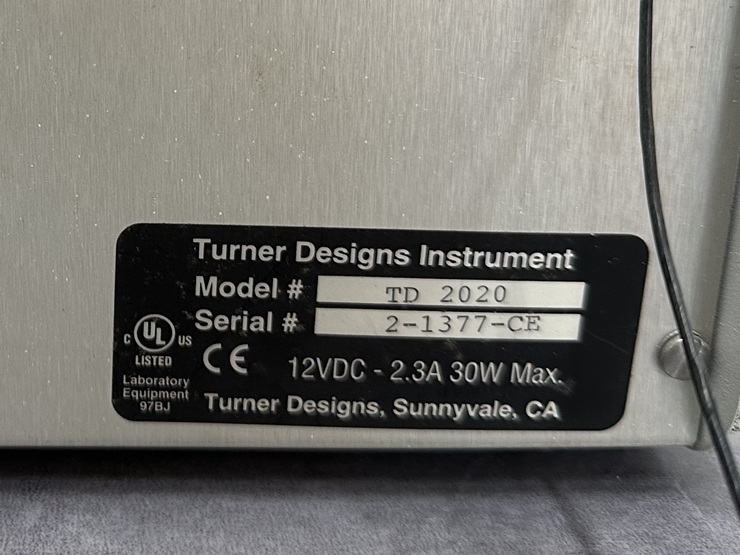 Turner Designs Instrument
Model # TD 2020
Serial # 2-1377-CE
C UL US
LISTED
CE
12VDC - 2.3A 30W Max.
Laboratory
Equipment
97BJ
Turner Designs, Sunnyvale, CA